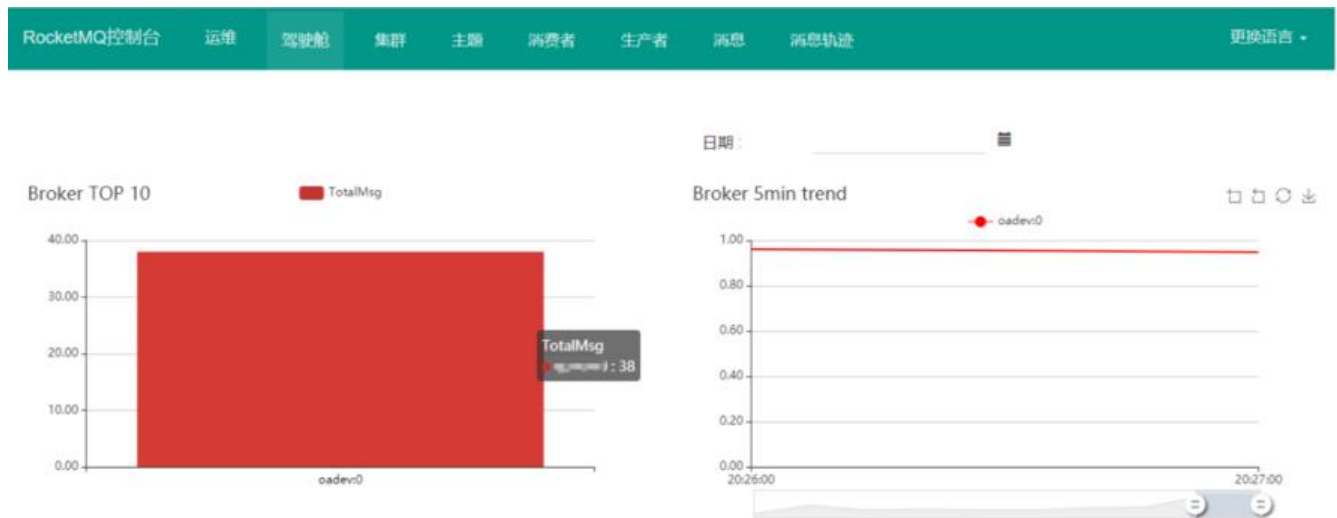 RocketMQ控制台 运维 驾驶舱 集群 主题 消费者 生产者 消息 消息轨迹 更换语言
日期 :
Broker TOP 10
TotalMsg
40.00
30.00
20.00
10.00
0.00
oadev:0
TotalMsg
: 38
Broker 5min trend
oadev:0
1.00
0.80
0.60
0.40
0.20
0.00
20:26:00
20:27:00